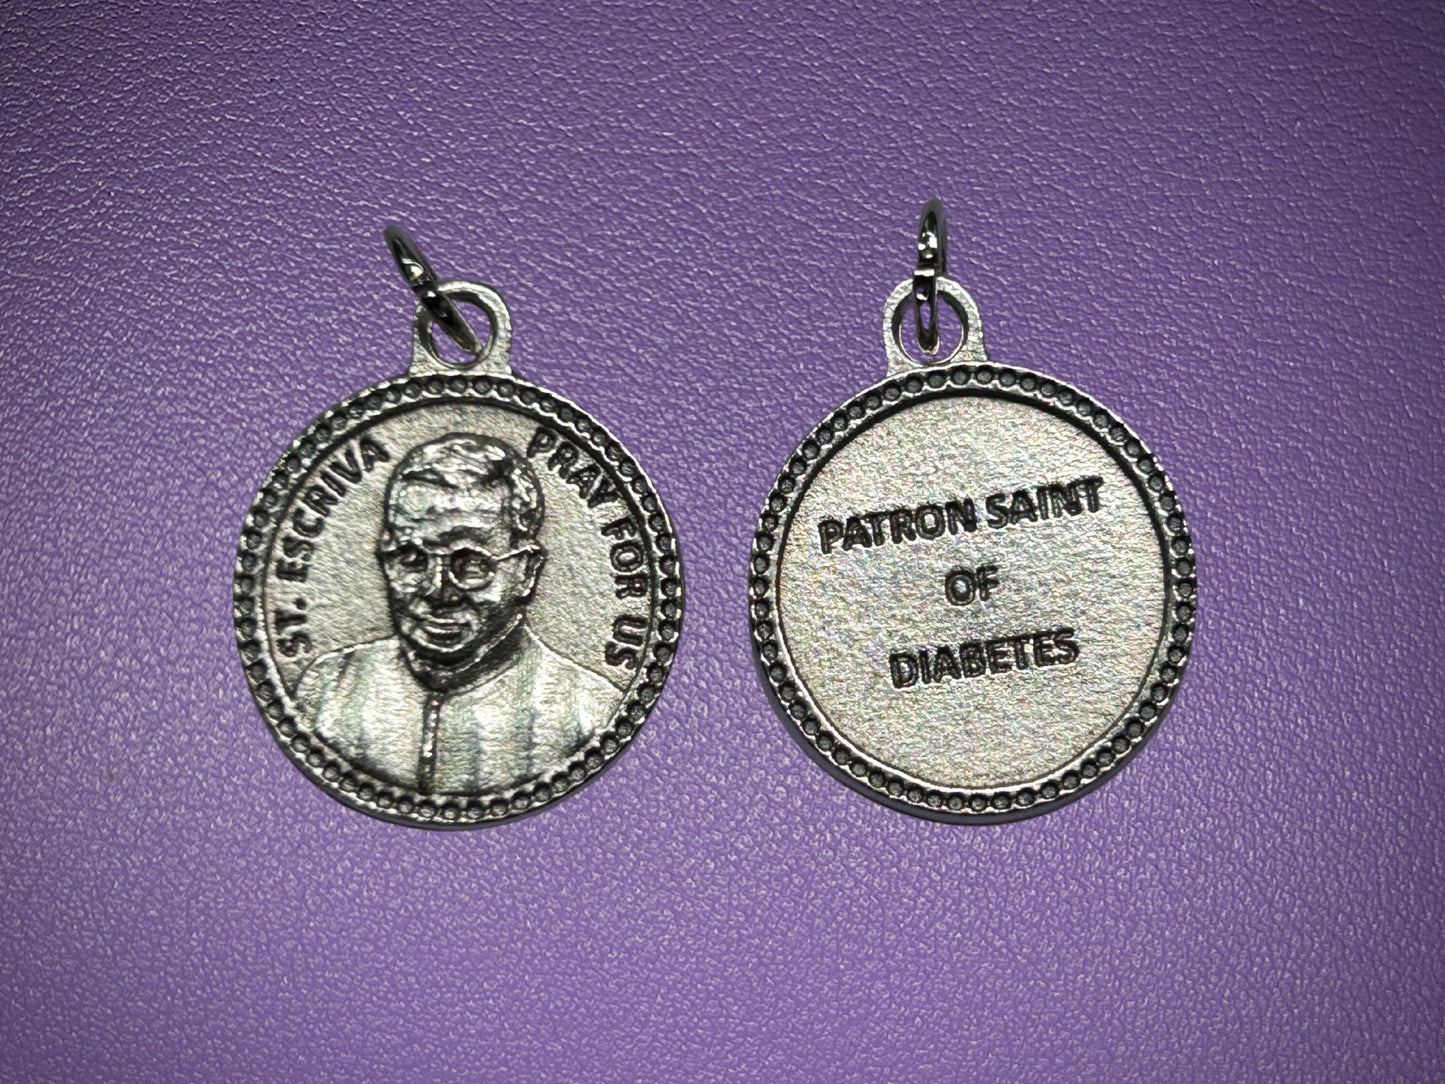 ST. ESCRIVA
PRAY FOR US
PATRON SAINT
OF
DIABETES